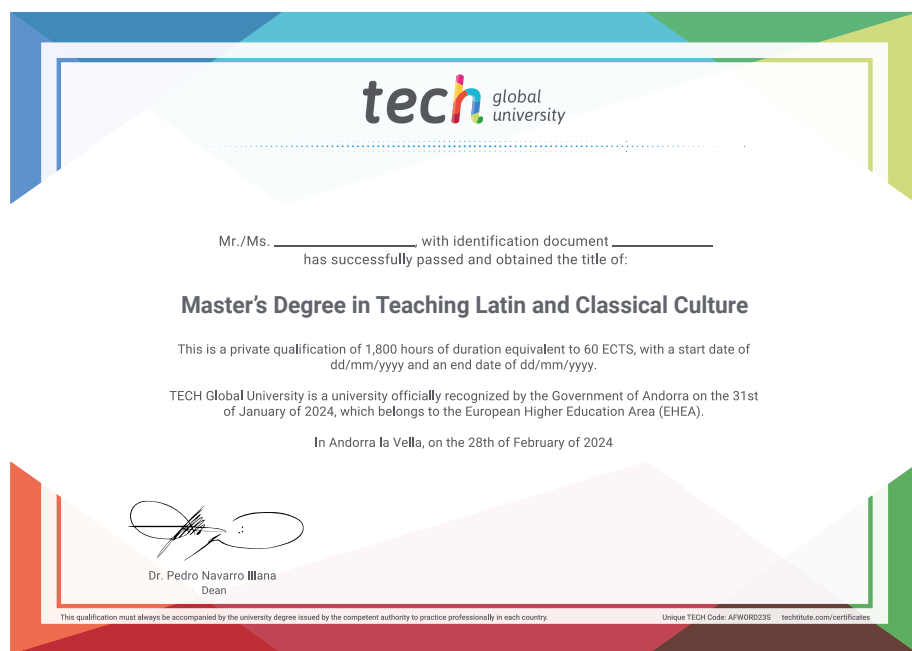 tech global
university
Mr./Ms. ____________, with identification document ____________
has successfully passed and obtained the title of:
Master's Degree in Teaching Latin and Classical Culture
This is a private qualification of 1,800 hours of duration equivalent to 60 ECTS, with a start date of
dd/mm/yyyy and an end date of dd/mm/yyyy.
TECH Global University is a university officially recognized by the Government of Andorra on the 31st
of January of 2024, which belongs to the European Higher Education Area (EHEA).
In Andorra la Vella, on the 28th of February of 2024
Dr. Pedro Navarro Illana
Dean
This qualification must always be accompanied by the university degree issued by the competent authority to practice professionally in each country.
Unique TECH Code: AFWORD23S techtitute.com/certificates